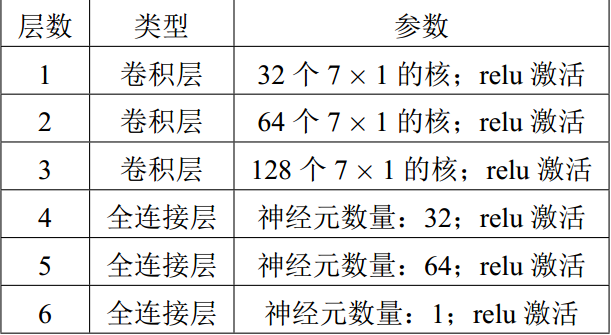 层数 类型 参数
1 卷积层 32 个 7 × 1 的核；relu 激活
2 卷积层 64 个 7 × 1 的核；relu 激活
3 卷积层 128 个 7 × 1 的核；relu 激活
4 全连接层 神经元数量：32；relu 激活
5 全连接层 神经元数量：64；relu 激活
6 全连接层 神经元数量：1；relu 激活